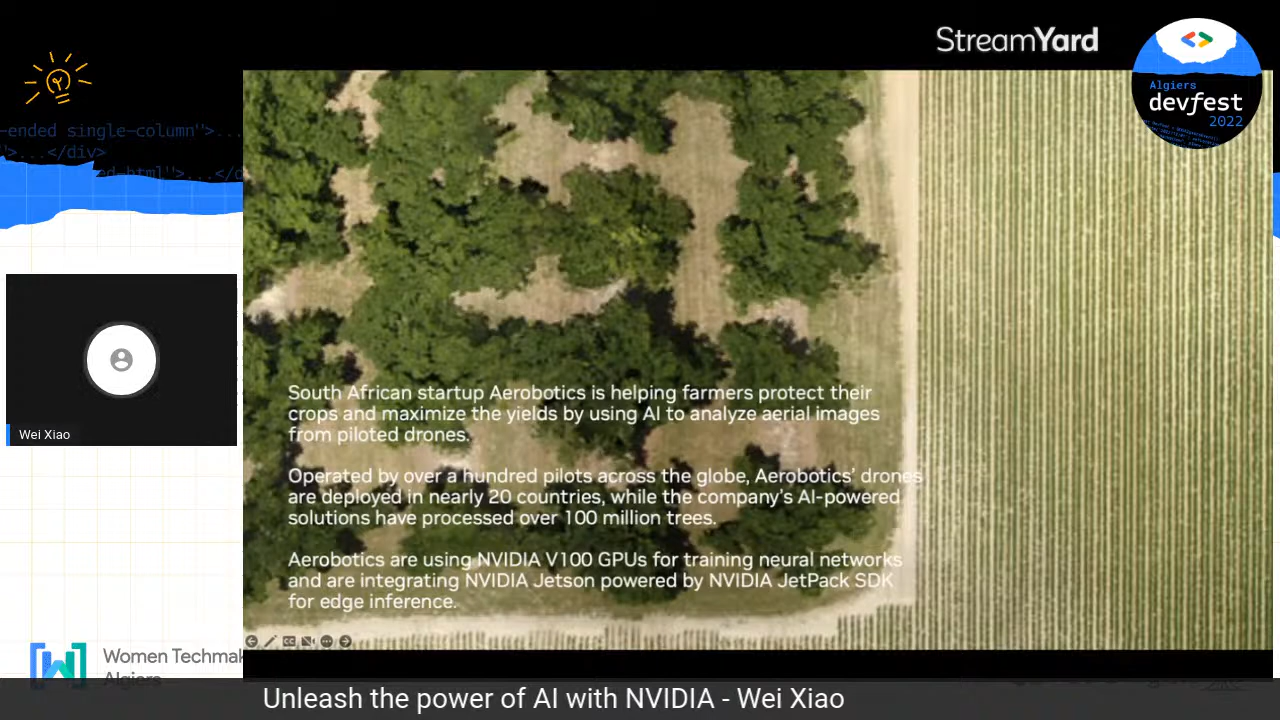 StreamYard
Algiers
devfest
2022
-ended single-column">...
">...</div>
ed-html">...</d
South African startup Aerobotics is helping farmers protect their
crops and maximize the yields by using AI to analyze aerial images
from piloted drones.
Operated by over a hundred pilots across the globe, Aerobotics' drones
are deployed in nearly 20 countries, while the company's AI-powered
solutions have processed over 100 million trees.
Aerobotics are using NVIDIA V100 GPUs for training neural networks
and are integrating NVIDIA Jetson powered by NVIDIA JetPack SDK
for edge inference.
Wei Xiao
CC
Women Techmak
Algiers
Unleash the power of AI with NVIDIA - Wei Xiao